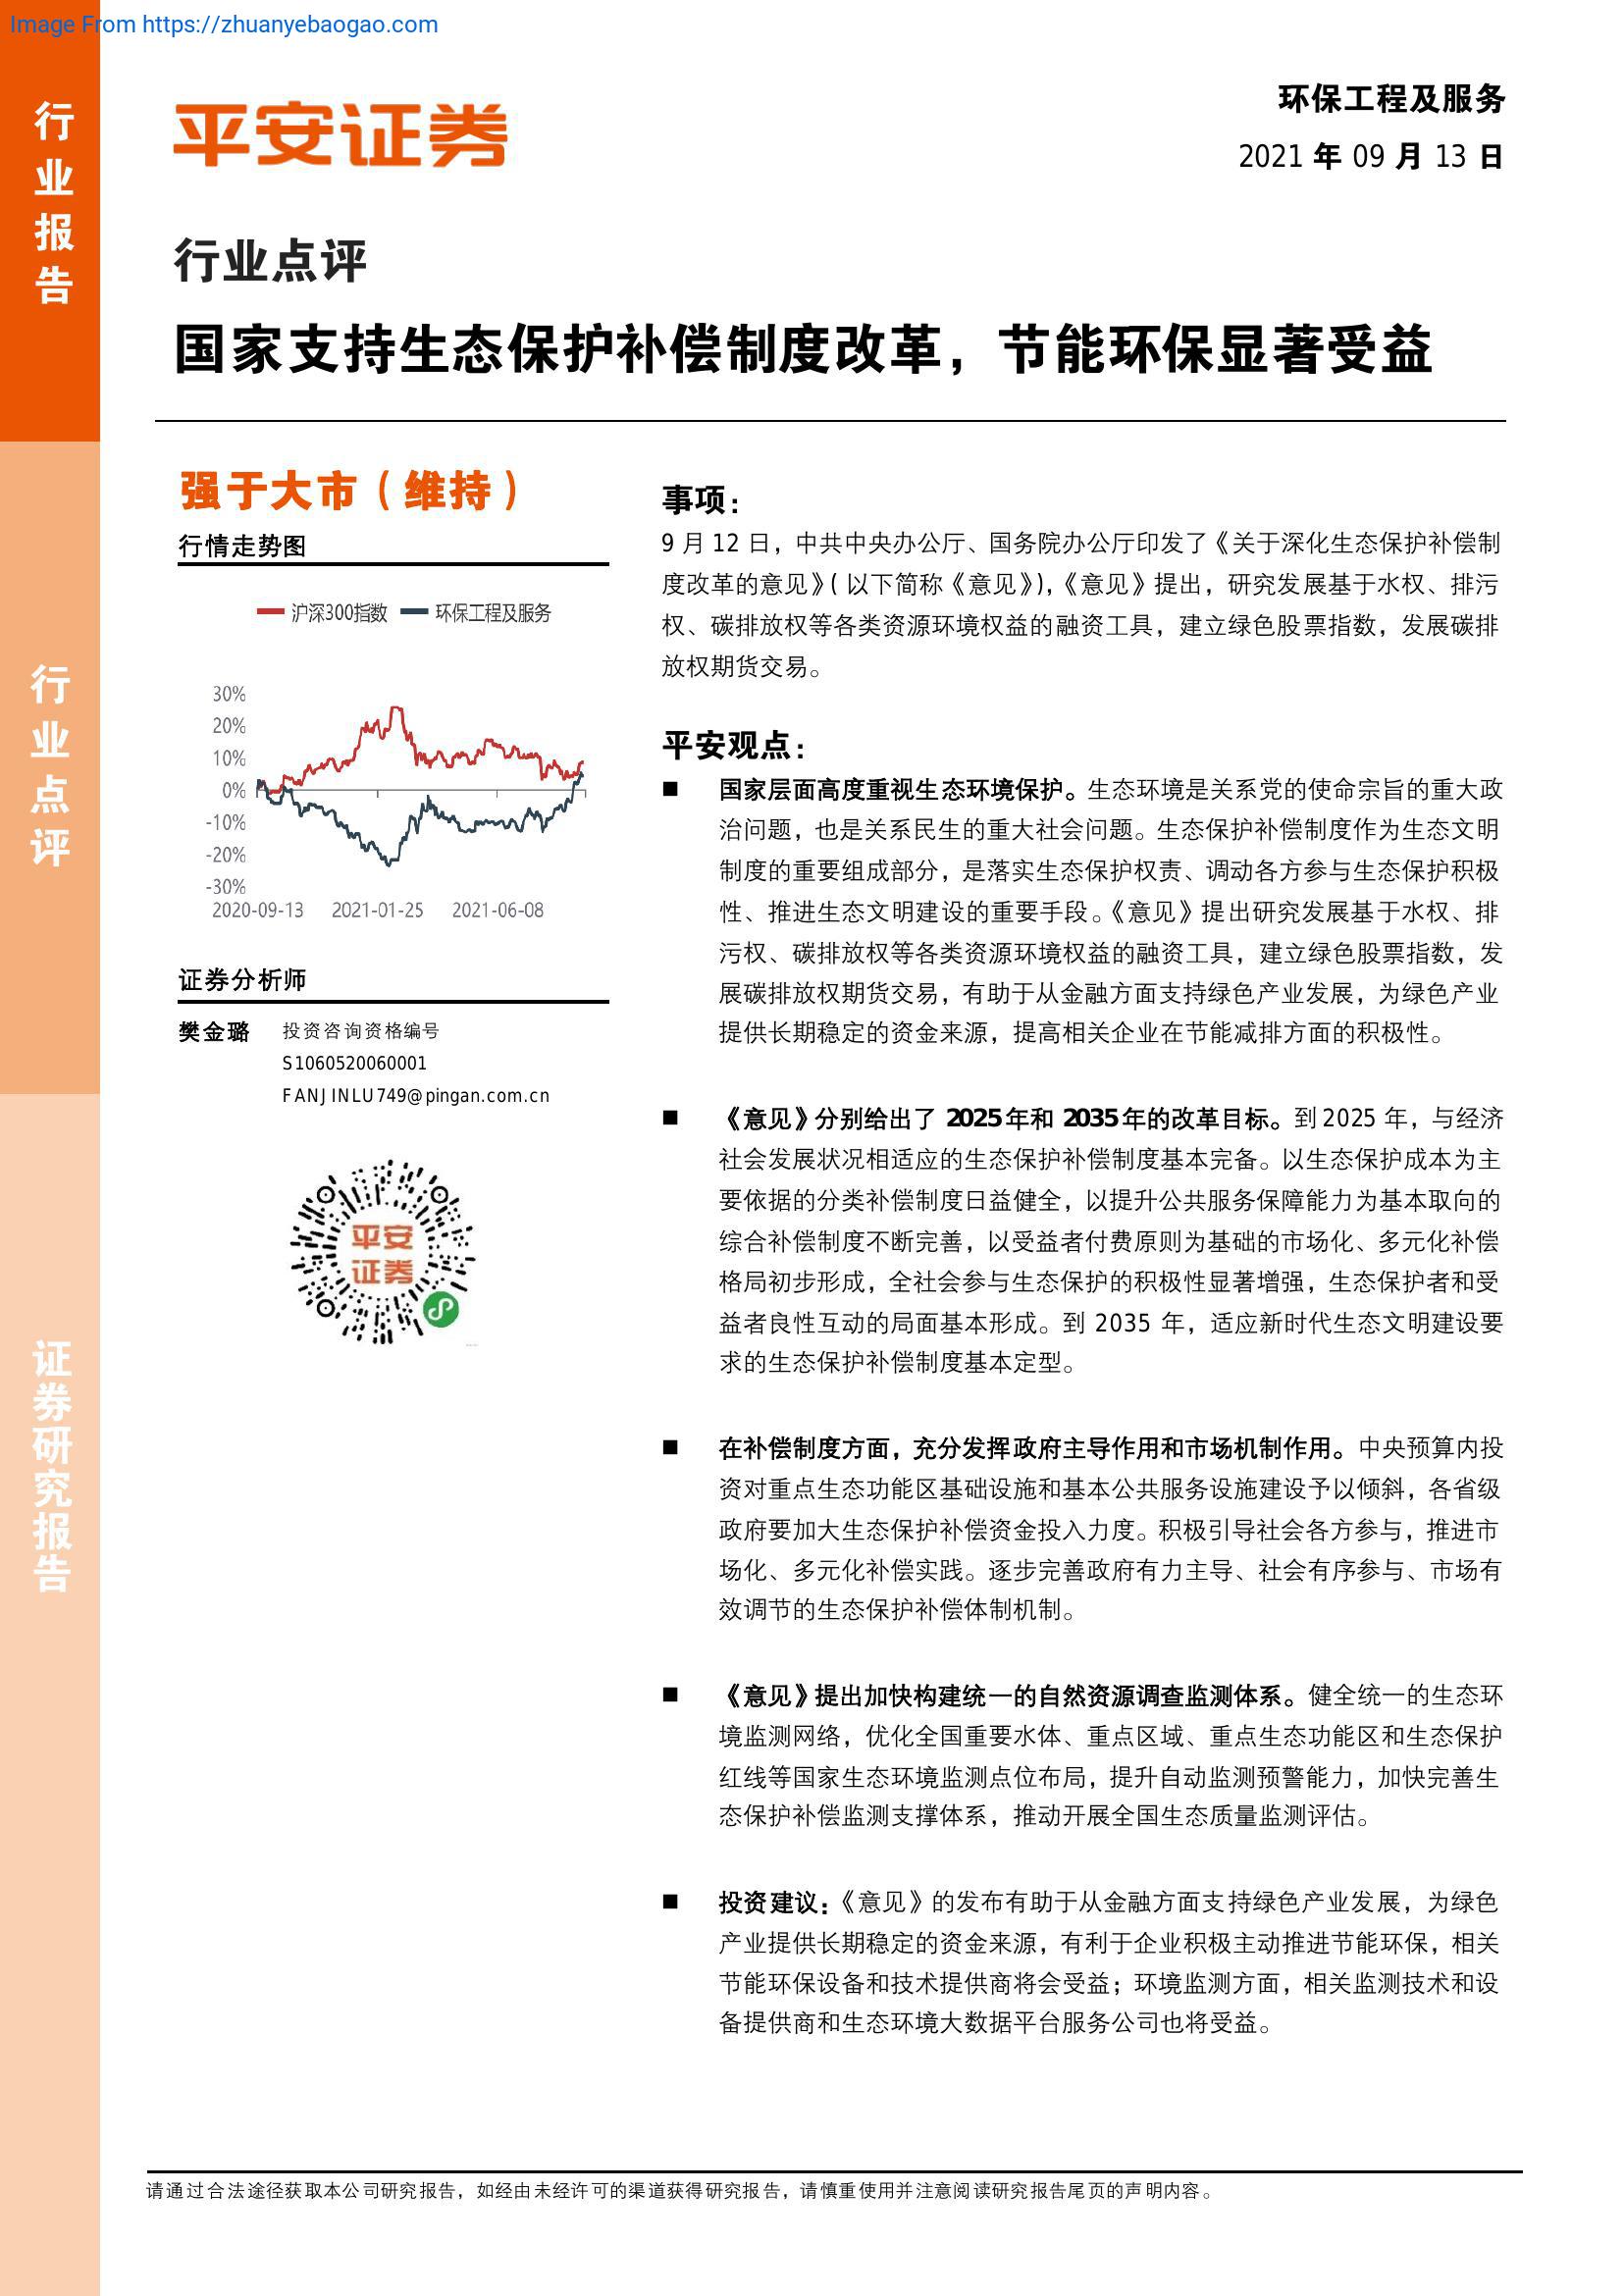 Image From https://zhuanyebaogao.com
行业报告
行业点评
证券研究报告
平安证券
环保工程及服务
2021 年 09 月 13 日
行业点评
国家支持生态保护补偿制度改革，节能环保显著受益
强于大市（维持）
行情走势图
沪深300指数 环保工程及服务
30%
20%
10%
0%
-10%
-20%
-30%
2020-09-13 2021-01-25 2021-06-08
证券分析师
樊金璐 投资咨询资格编号
S1060520060001
FANJINLU749@pingan.com.cn
平安
证券
事项：
9 月 12 日，中共中央办公厅、国务院办公厅印发了《关于深化生态保护补偿制
度改革的意见》(以下简称《意见》)，《意见》提出，研究发展基于水权、排污
权、碳排放权等各类资源环境权益的融资工具，建立绿色股票指数，发展碳排
放权期货交易。
平安观点：
■ 国家层面高度重视生态环境保护。生态环境是关系党的使命宗旨的重大政
治问题，也是关系民生的重大社会问题。生态保护补偿制度作为生态文明
制度的重要组成部分，是落实生态保护权责、调动各方参与生态保护积极
性、推进生态文明建设的重要手段。《意见》提出研究发展基于水权、排
污权、碳排放权等各类资源环境权益的融资工具，建立绿色股票指数，发
展碳排放权期货交易，有助于从金融方面支持绿色产业发展，为绿色产业
提供长期稳定的资金来源，提高相关企业在节能减排方面的积极性。
■ 《意见》分别给出了 2025年和 2035年的改革目标。到2025 年，与经济
社会发展状况相适应的生态保护补偿制度基本完备。以生态保护成本为主
要依据的分类补偿制度日益健全，以提升公共服务保障能力为基本取向的
综合补偿制度不断完善，以受益者付费原则为基础的市场化、多元化补偿
格局初步形成，全社会参与生态保护的积极性显著增强，生态保护者和受
益者良性互动的局面基本形成。到 2035 年，适应新时代生态文明建设要
求的生态保护补偿制度基本定型。
■ 在补偿制度方面，充分发挥政府主导作用和市场机制作用。中央预算内投
资对重点生态功能区基础设施和基本公共服务设施建设予以倾斜，各省级
政府要加大生态保护补偿资金投入力度。积极引导社会各方参与，推进市
场化、多元化补偿实践。逐步完善政府有力主导、社会有序参与、市场有
效调节的生态保护补偿体制机制。
■ 《意见》提出加快构建统一的自然资源调查监测体系。健全统一的生态环
境监测网络，优化全国重要水体、重点区域、重点生态功能区和生态保护
红线等国家生态环境监测点位布局，提升自动监测预警能力，加快完善生
态保护补偿监测支撑体系，推动开展全国生态质量监测评估。
■ 投资建议：《意见》的发布有助于从金融方面支持绿色产业发展，为绿色
产业提供长期稳定的资金来源，有利于企业积极主动推进节能环保，相关
节能环保设备和技术提供商将会受益；环境监测方面，相关监测技术和设
备提供商和生态环境大数据平台服务公司也将受益。
请通过合法途径获取本公司研究报告，如经由未经许可的渠道获得研究报告，请慎重使用并注意阅读研究报告尾页的声明内容。